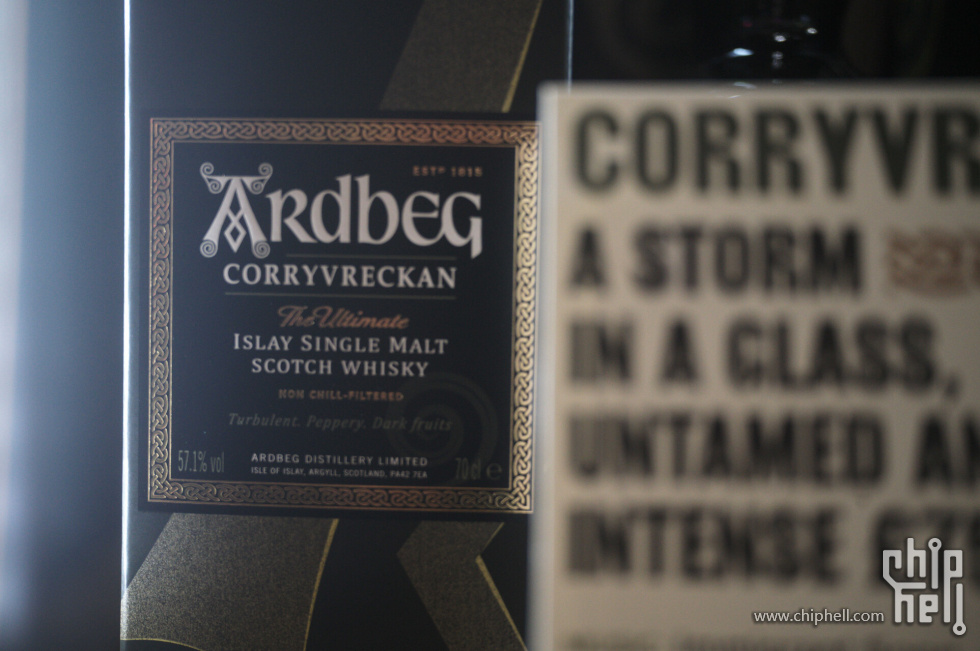 ESTD 1815
ARDBEG
CORRYVRECKAN
The Ultimate
ISLAY SINGLE MALT
SCOTCH WHISKY
NON CHILL-FILTERED
Turbulent. Peppery. Dark fruits
57.1% vol
ARDBEG DISTILLERY LIMITED
ISLE OF ISLAY, ARGYLL, SCOTLAND, PA42 7EA
70cl e
CORRYVR
A STORM
IN A GLASS,
UNTAMED AN
INTENSE
chip
hell
www.chiphell.com